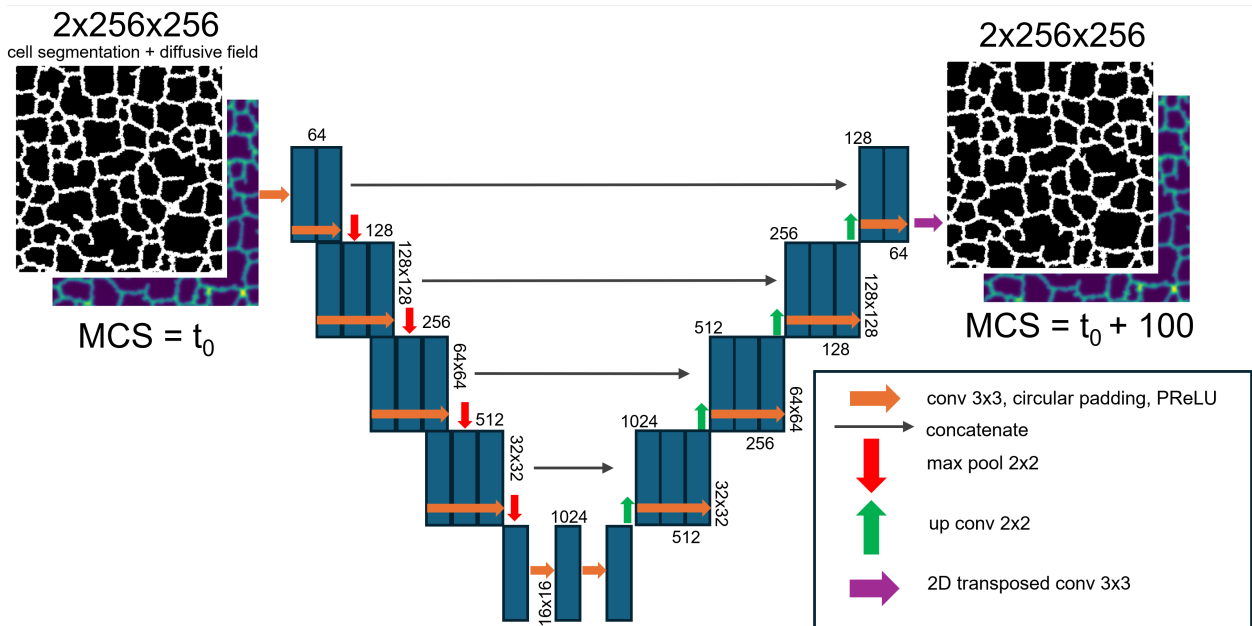 2x256x256
cell segmentation + diffusive field
MCS = t0
64
128
128x128
256
64x64
512
32x32
1024
16x16
1024
32x32
512
512
64x64
256
256
128x128
128
128
64
2x256x256
MCS = t0 + 100
conv 3x3, circular padding, PReLU
concatenate
max pool 2x2
up conv 2x2
2D transposed conv 3x3